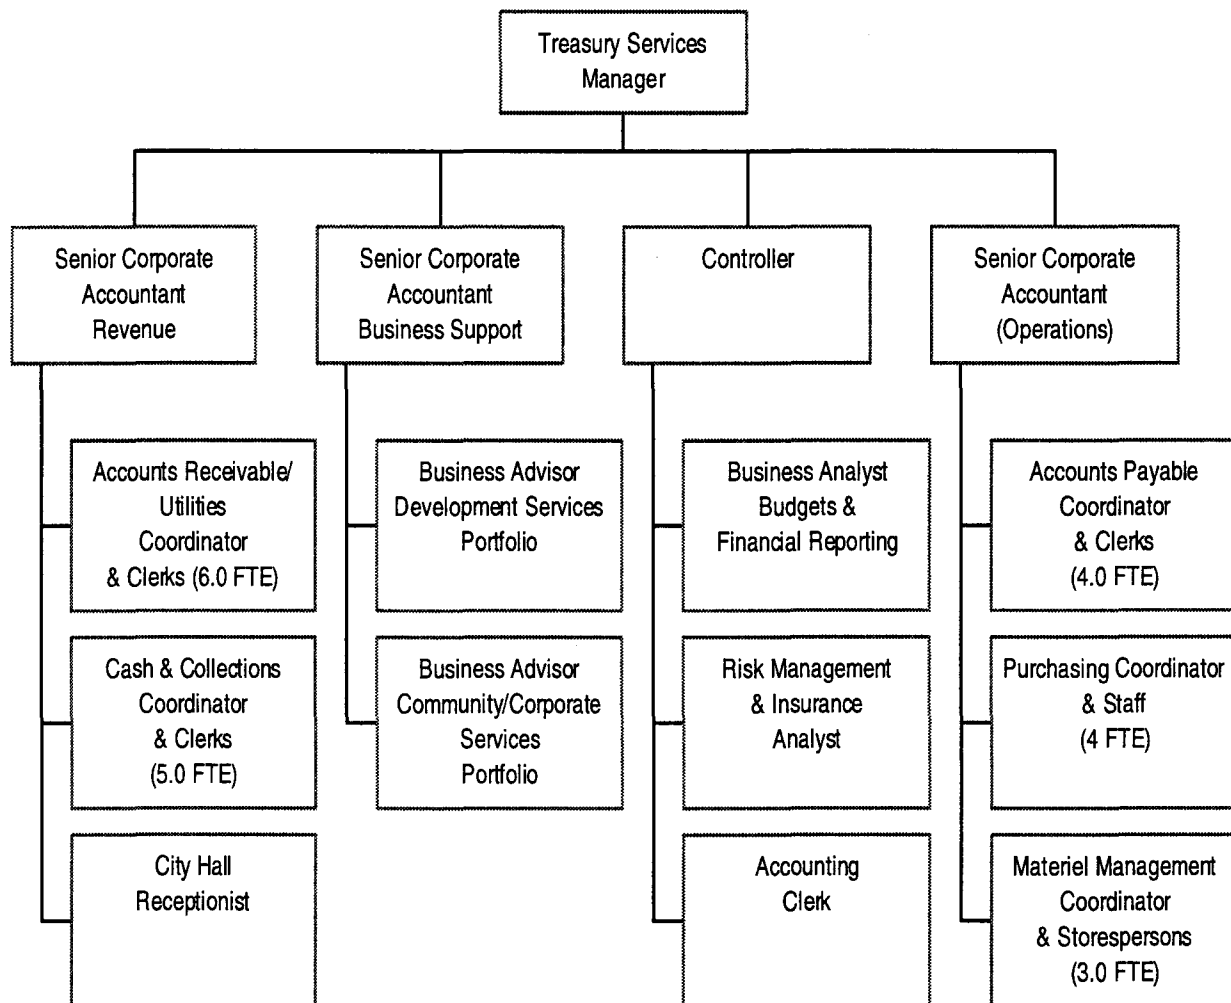 Treasury Services
Manager
Senior Corporate
Accountant
Revenue
Senior Corporate
Accountant
Business Support
Controller
Senior Corporate
Accountant
(Operations)
Accounts Receivable/
Utilities
Coordinator
& Clerks (6.0 FTE)
Business Advisor
Development Services
Portfolio
Business Analyst
Budgets &
Financial Reporting
Accounts Payable
Coordinator
& Clerks
(4.0 FTE)
Cash & Collections
Coordinator
& Clerks
(5.0 FTE)
Business Advisor
Community/Corporate
Services
Portfolio
Risk Management
& Insurance
Analyst
Purchasing Coordinator
& Staff
(4 FTE)
City Hall
Receptionist
Accounting
Clerk
Materiel Management
Coordinator
& Storespersons
(3.0 FTE)